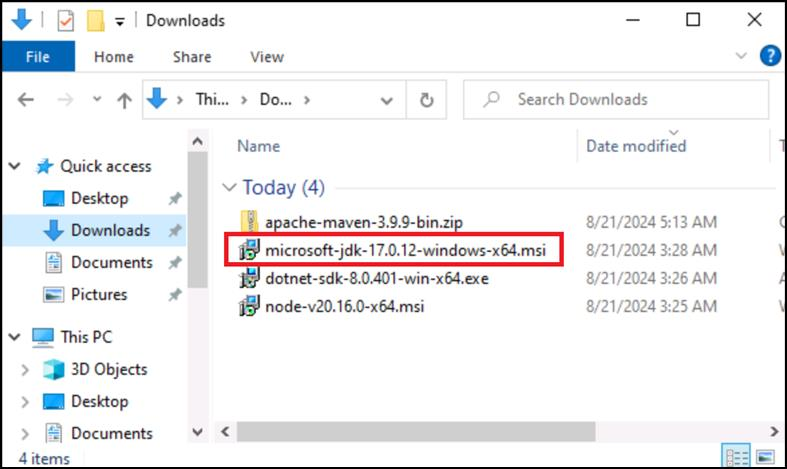 Downloads
File Home Share View
Thi... Do... Search Downloads
Name Date modified
Quick access
Desktop
Downloads
Documents
Pictures
This PC
3D Objects
Desktop
Documents
Today (4)
apache-maven-3.9.9-bin.zip 8/21/2024 5:13 AM
microsoft-jdk-17.0.12-windows-x64.msi 8/21/2024 3:28 AM
dotnet-sdk-8.0.401-win-x64.exe 8/21/2024 3:26 AM
node-v20.16.0-x64.msi 8/21/2024 3:25 AM
4 items